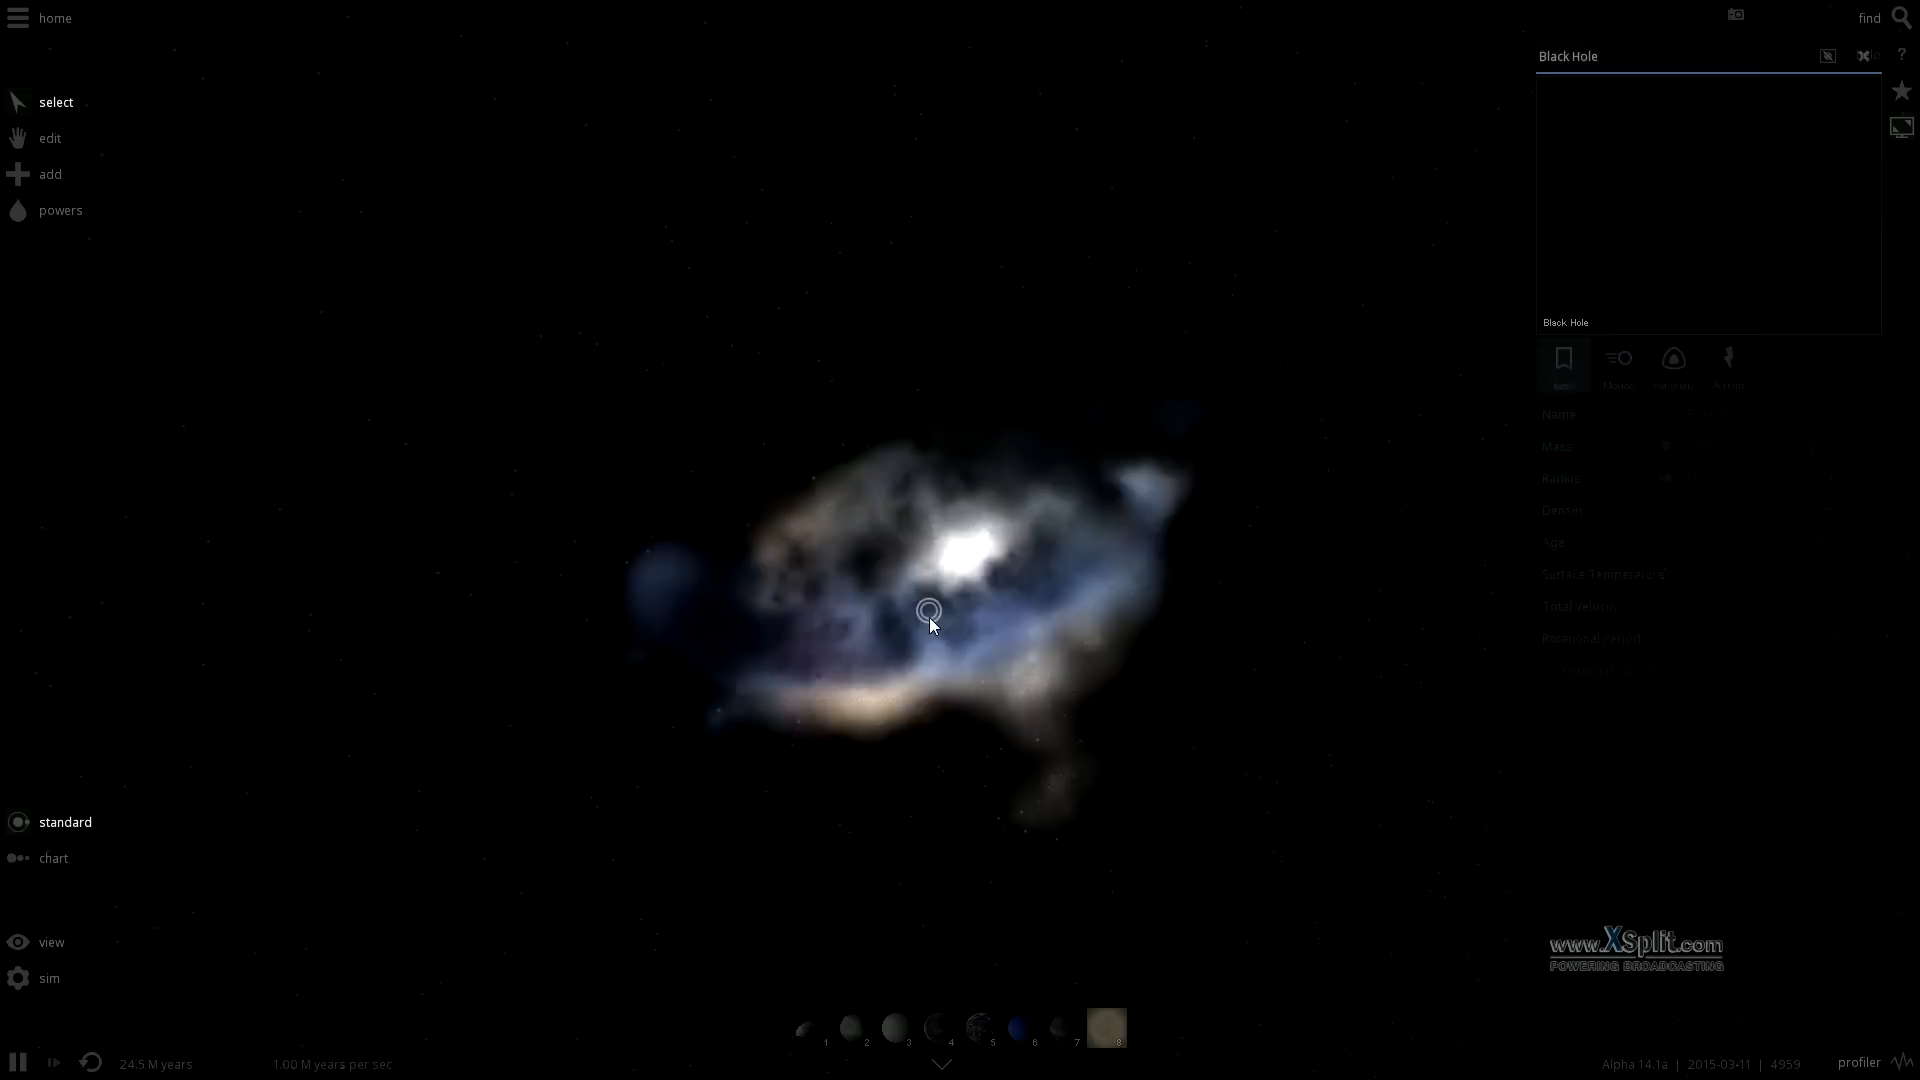 home
find
Black Hole
select
edit
add
powers
Black Hole
Name
Mass
Radius
Density
Age
Surface Temperature
Total Velocity
Rotational Period
standard
chart
view
sim
www.XSplit.com
POWERING BROADCASTING
1 2 3 4 5 6 7 8
24.5 M years 1.00 M years per sec
Alpha 14.1a | 2015-03-11 | 4959
profiler